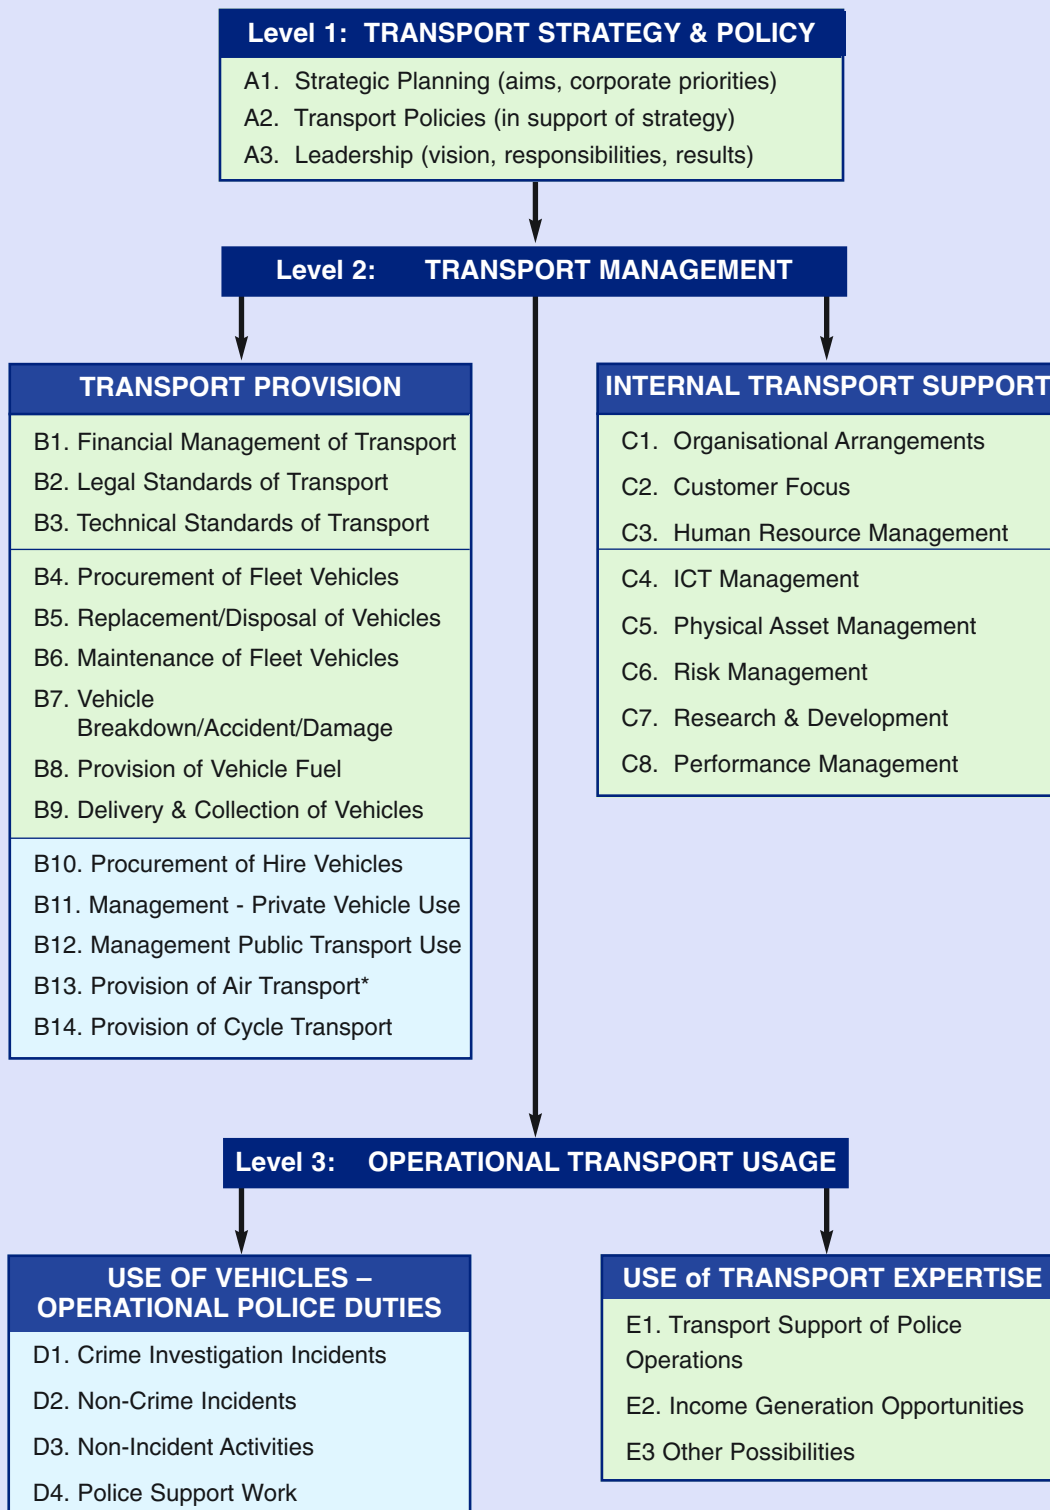 Level 1: TRANSPORT STRATEGY & POLICY
A1. Strategic Planning (aims, corporate priorities)
A2. Transport Policies (in support of strategy)
A3. Leadership (vision, responsibilities, results)
Level 2: TRANSPORT MANAGEMENT
TRANSPORT PROVISION
B1. Financial Management of Transport
B2. Legal Standards of Transport
B3. Technical Standards of Transport
B4. Procurement of Fleet Vehicles
B5. Replacement/Disposal of Vehicles
B6. Maintenance of Fleet Vehicles
B7. Vehicle
Breakdown/Accident/Damage
B8. Provision of Vehicle Fuel
B9. Delivery & Collection of Vehicles
B10. Procurement of Hire Vehicles
B11. Management - Private Vehicle Use
B12. Management Public Transport Use
B13. Provision of Air Transport*
B14. Provision of Cycle Transport
INTERNAL TRANSPORT SUPPORT
C1. Organisational Arrangements
C2. Customer Focus
C3. Human Resource Management
C4. ICT Management
C5. Physical Asset Management
C6. Risk Management
C7. Research & Development
C8. Performance Management
Level 3: OPERATIONAL TRANSPORT USAGE
USE OF VEHICLES –
OPERATIONAL POLICE DUTIES
D1. Crime Investigation Incidents
D2. Non-Crime Incidents
D3. Non-Incident Activities
D4. Police Support Work
USE of TRANSPORT EXPERTISE
E1. Transport Support of Police
Operations
E2. Income Generation Opportunities
E3 Other Possibilities